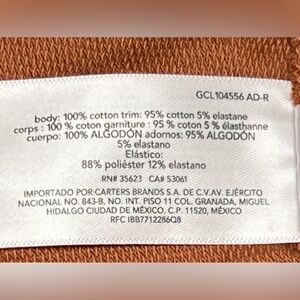 GCL104556 AD-R
body: 100% cotton trim: 95% cotton 5% elastane
corps : 100 % coton garniture : 95 % coton 5 % élasthanne
cuerpo: 100% ALGODÓN adornos: 95% ALGODÓN
5% elastano
Elástico:
88% poliéster 12% elastano
RN# 35623 CA# 53061
IMPORTADO POR:CARTERS BRANDS S.A. DE C.V.AV. EJÉRCITO
NACIONAL NO. 843-B, NO. INT. PISO 11 COL. GRANADA, MIGUEL
HIDALGO CIUDAD DE MÉXICO, C.P. 11520, MÉXICO
RFC IBB7712286Q8